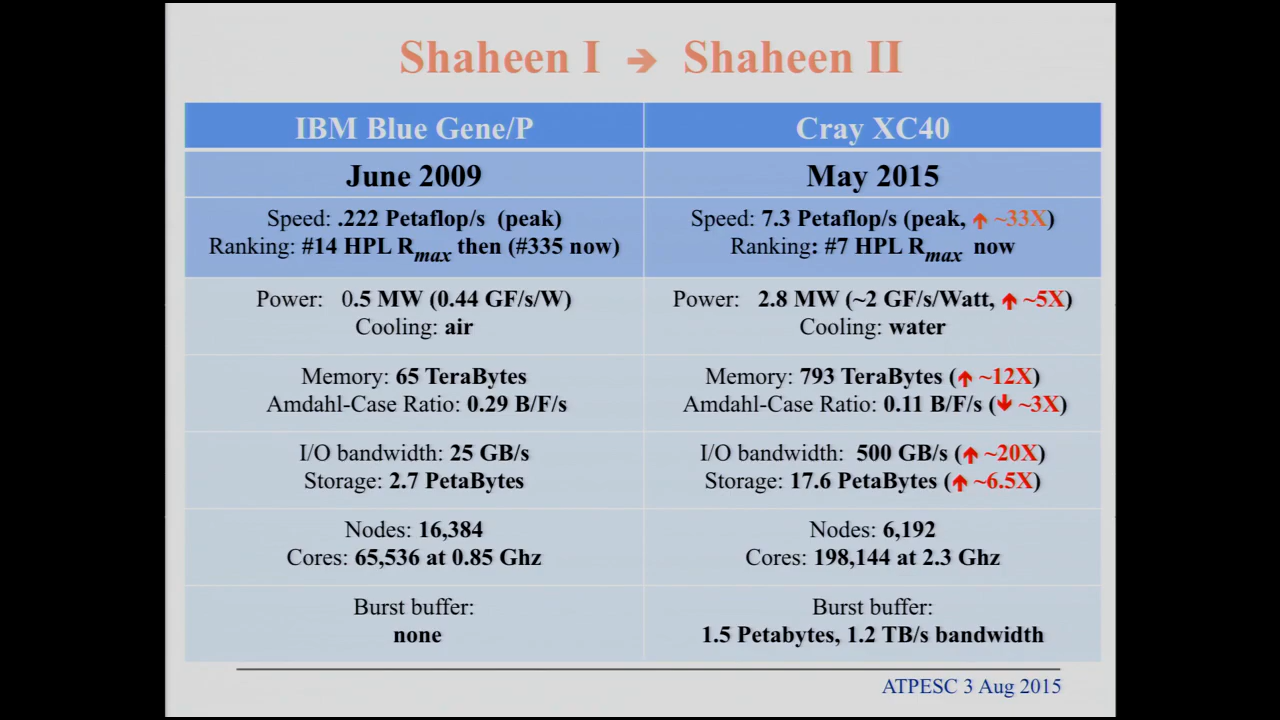 Shaheen I ➔ Shaheen II
IBM Blue Gene/P
Cray XC40
June 2009
May 2015
Speed: .222 Petaflop/s (peak)
Ranking: #14 HPL Rmax then (#335 now)
Speed: 7.3 Petaflop/s (peak, ↑ ~33X)
Ranking: #7 HPL Rmax now
Power: 0.5 MW (0.44 GF/s/W)
Cooling: air
Power: 2.8 MW (~2 GF/s/Watt, ↑ ~5X)
Cooling: water
Memory: 65 TeraBytes
Amdahl-Case Ratio: 0.29 B/F/s
Memory: 793 TeraBytes (↑ ~12X)
Amdahl-Case Ratio: 0.11 B/F/s (↓ ~3X)
I/O bandwidth: 25 GB/s
Storage: 2.7 PetaBytes
I/O bandwidth: 500 GB/s (↑ ~20X)
Storage: 17.6 PetaBytes (↑ ~6.5X)
Nodes: 16,384
Cores: 65,536 at 0.85 Ghz
Nodes: 6,192
Cores: 198,144 at 2.3 Ghz
Burst buffer:
none
Burst buffer:
1.5 Petabytes, 1.2 TB/s bandwidth
ATPESC 3 Aug 2015